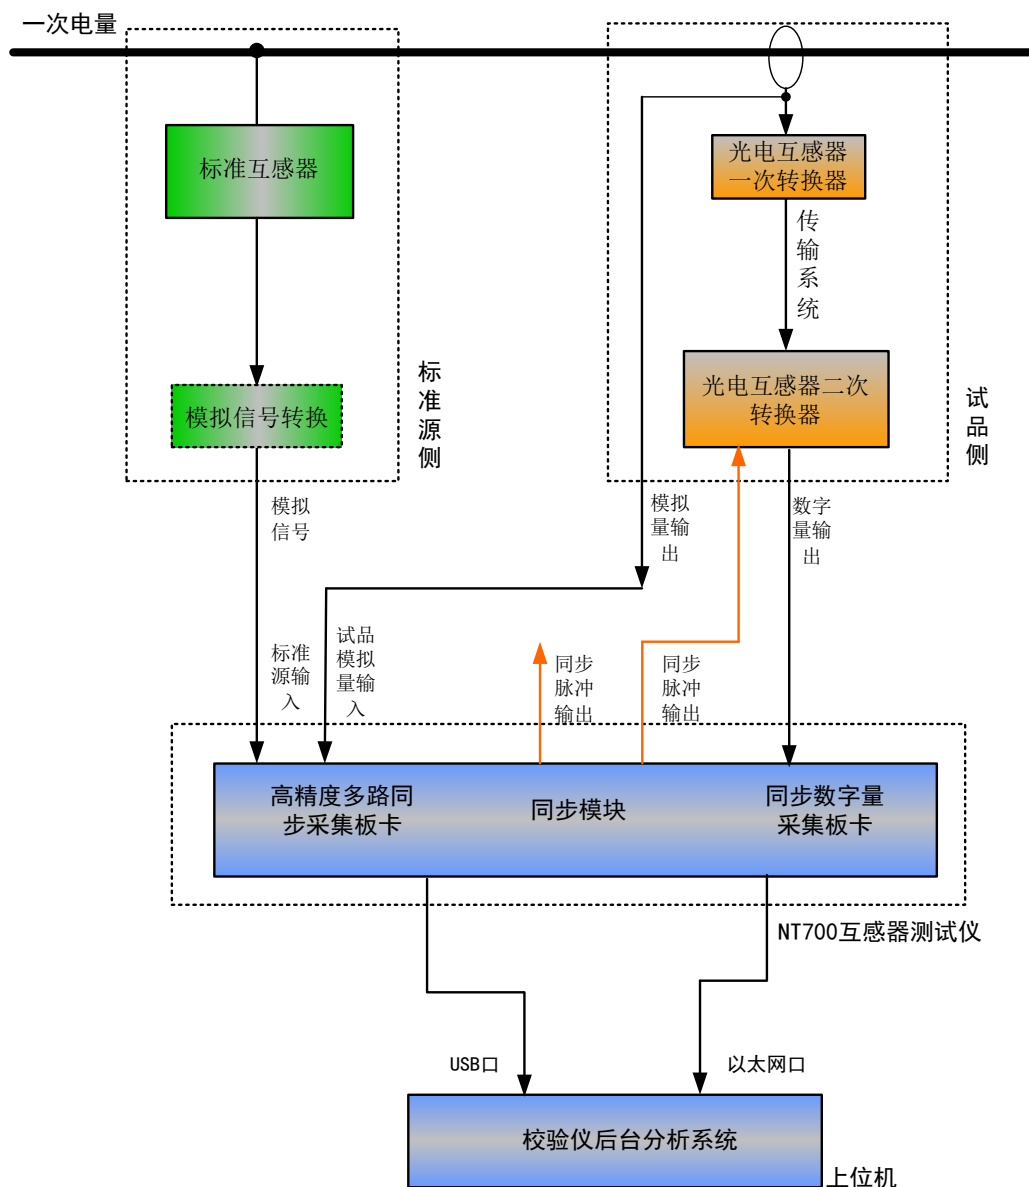 一次电量
标准互感器
光电互感器
一次转换器
传
输
系
统
模拟信号转换
标
准
源
侧
光电互感器二次
转换器
试
品
侧
模拟
信号
模拟
量输
出
数字
量输
出
标准
源输
入
试品
模拟
量输
入
同步
脉冲
输出
同步
脉冲
输出
高精度多路同
步采集板卡
同步模块
同步数字量
采集板卡
NT700互感器测试仪
USB口
以太网口
校验仪后台分析系统
上位机